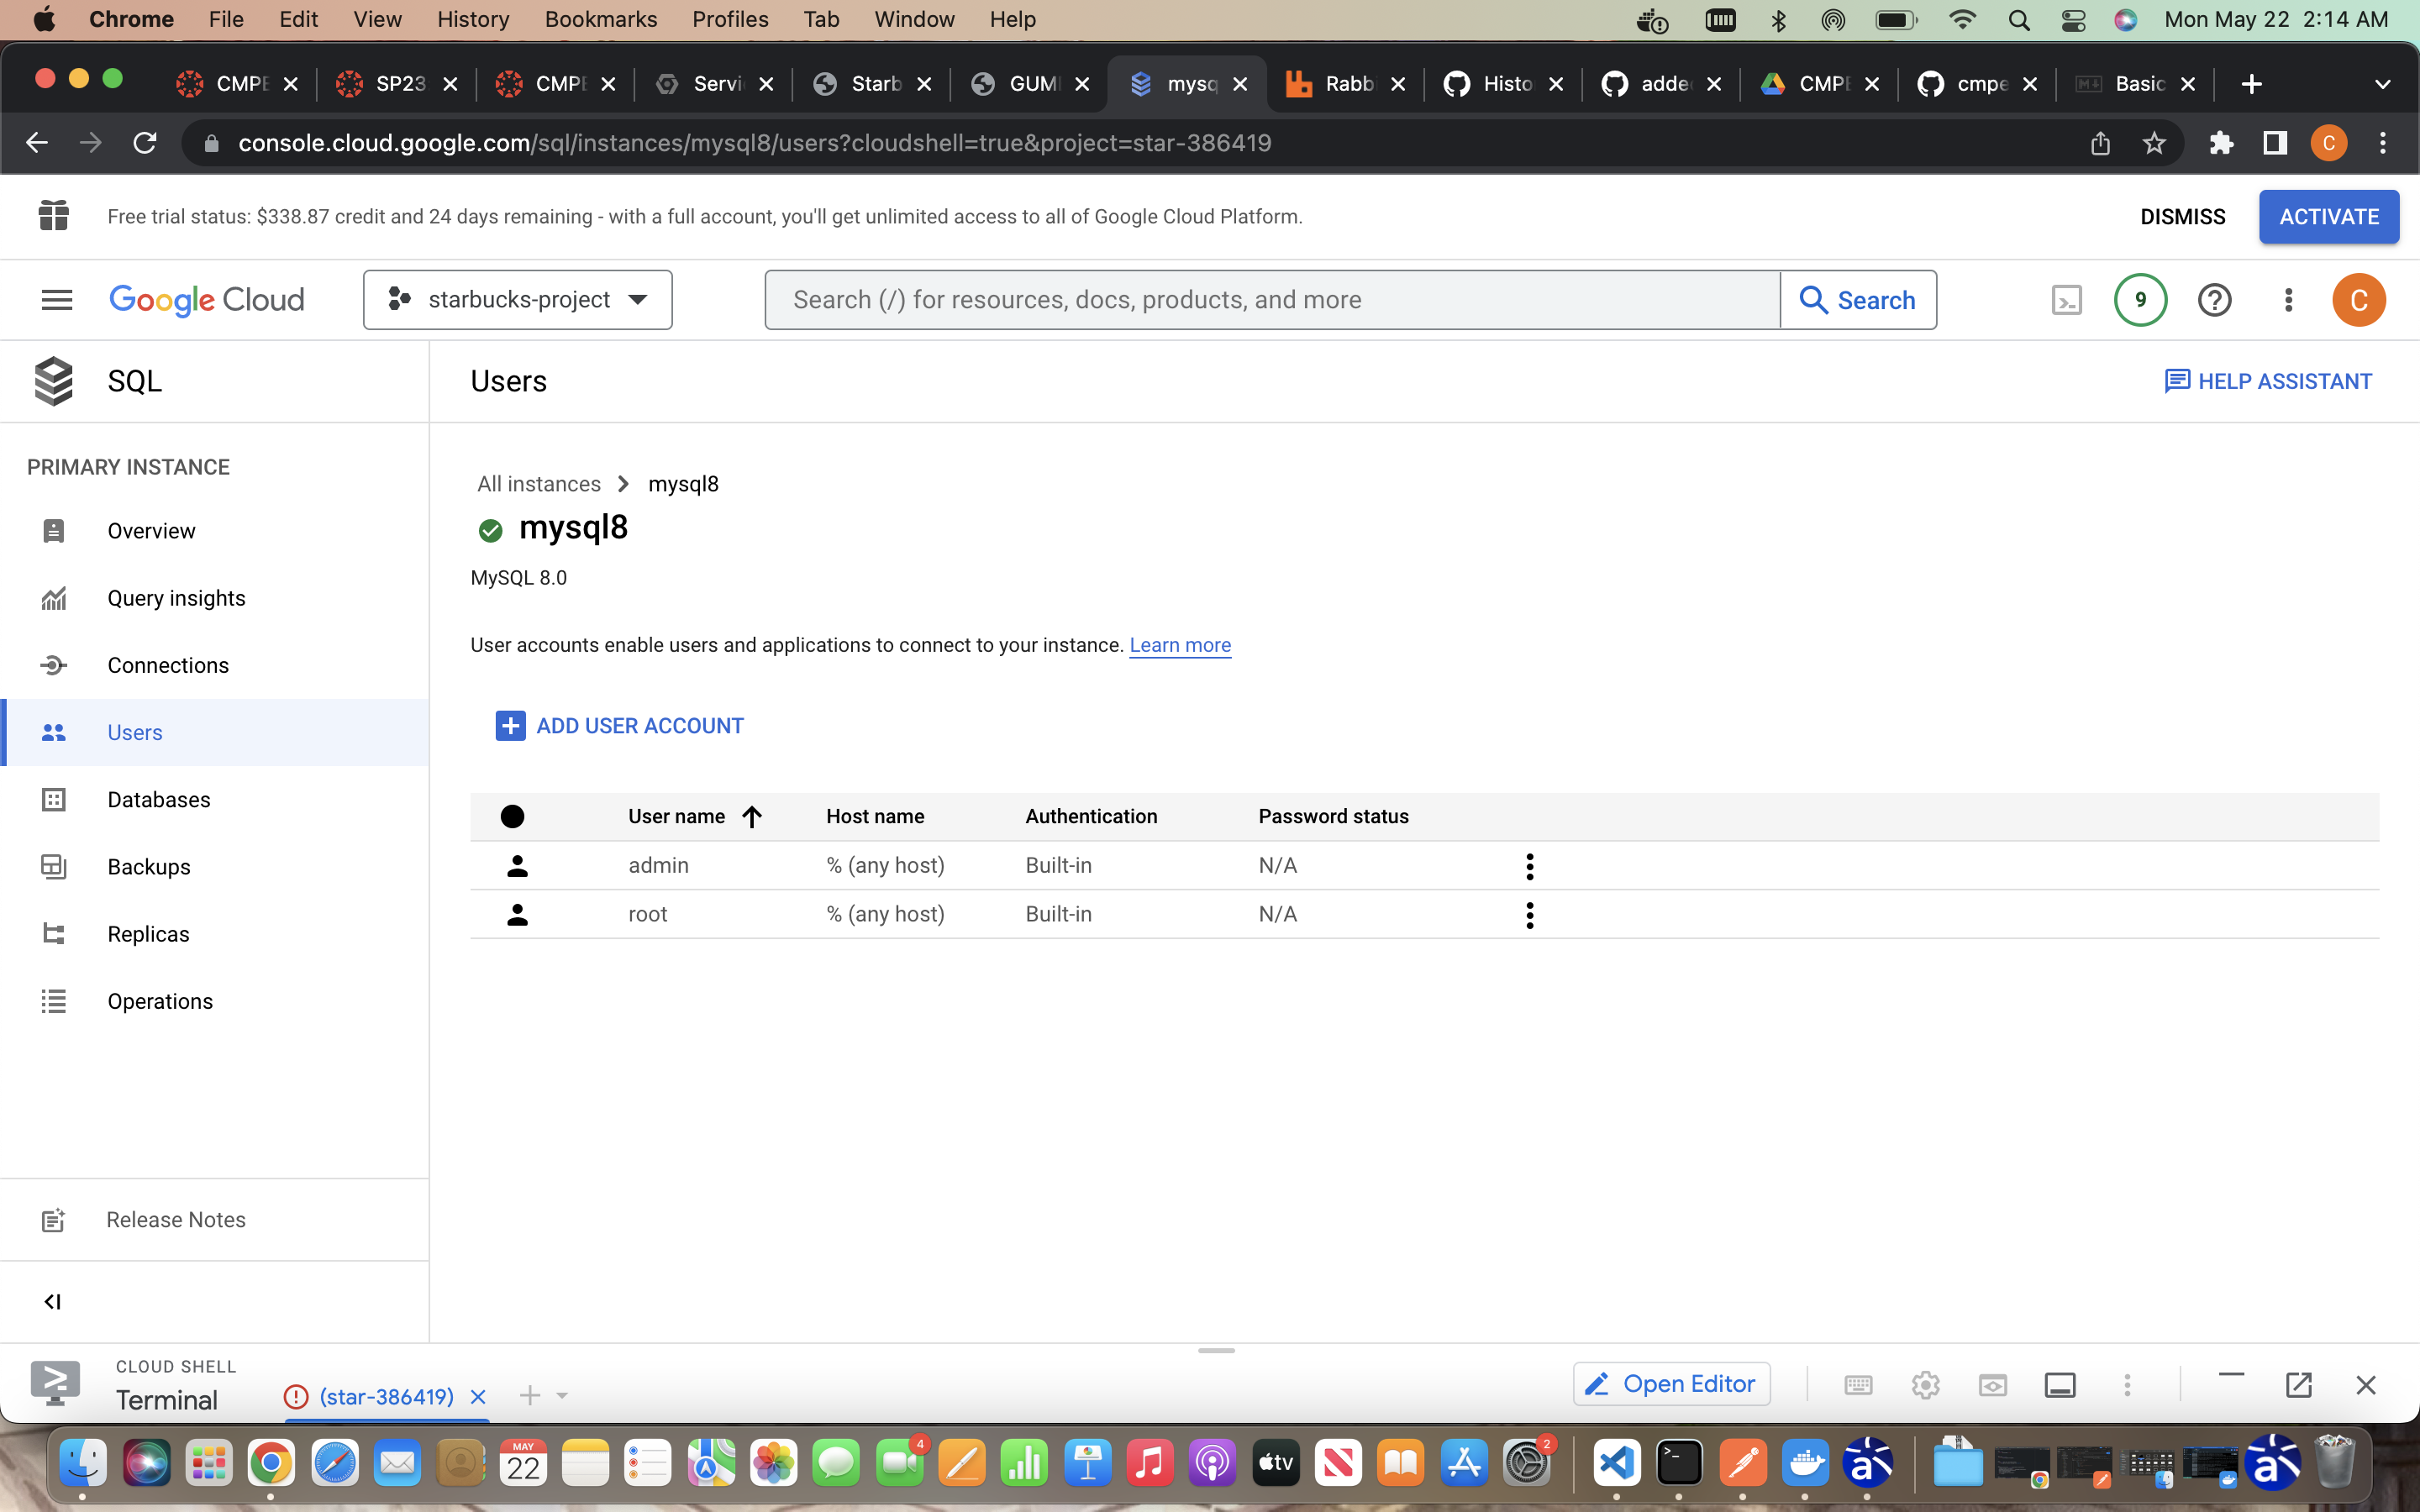 Chrome File Edit View History Bookmarks Profiles Tab Window Help Mon May 22 2:14 AM
CMPE SP23 CMPE Servi Starb GUMI mysq Rabbi Histo added CMPE cmpe Basic
console.cloud.google.com/sql/instances/mysql8/users?cloudshell=true&project=star-386419 C
Free trial status: $338.87 credit and 24 days remaining - with a full account, you'll get unlimited access to all of Google Cloud Platform. DISMISS ACTIVATE
Google Cloud starbucks-project Search (/) for resources, docs, products, and more Search 9 C
SQL
Users
HELP ASSISTANT
PRIMARY INSTANCE
Overview
Query insights
Connections
Users
Databases
Backups
Replicas
Operations
Release Notes
All instances mysql8
mysql8
MySQL 8.0
User accounts enable users and applications to connect to your instance. Learn more
ADD USER ACCOUNT
User name Host name Authentication Password status
admin % (any host) Built-in N/A
root % (any host) Built-in N/A
CLOUD SHELL
Terminal (star-386419) Open Editor
MAY
22
4
tv
2